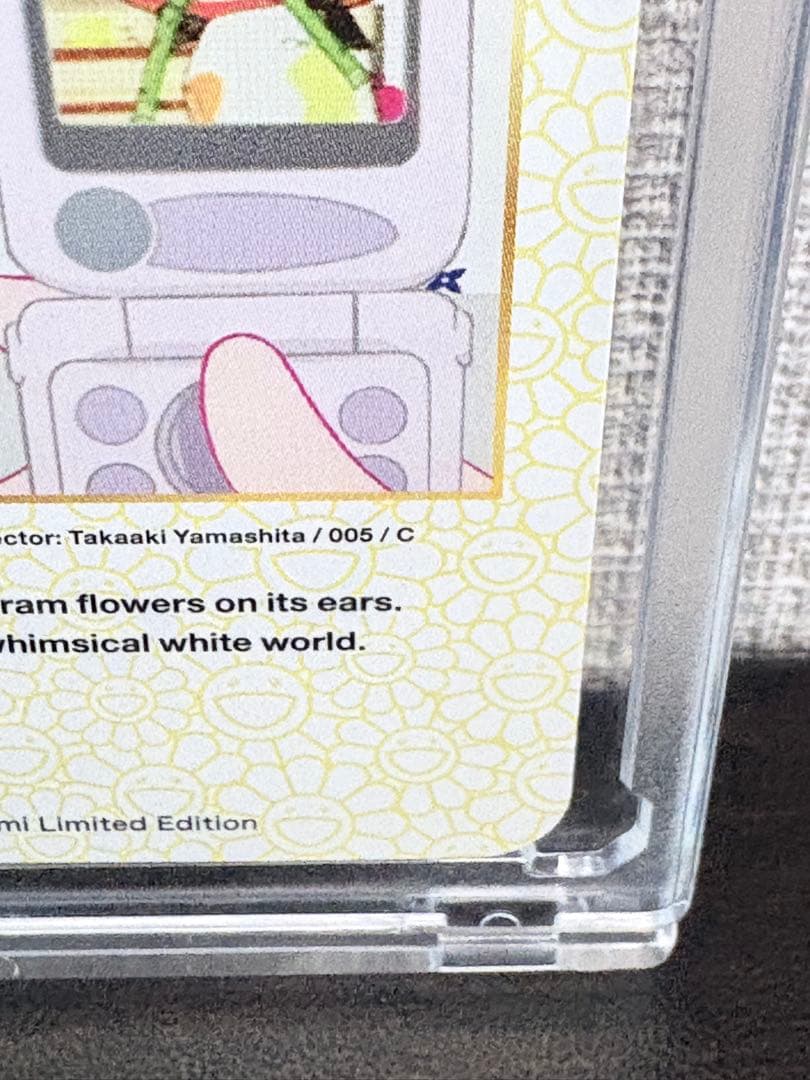 ctor: Takaaki Yamashita / 005 / C
ram flowers on its ears.
whimsical white world.
mi Limited Edition